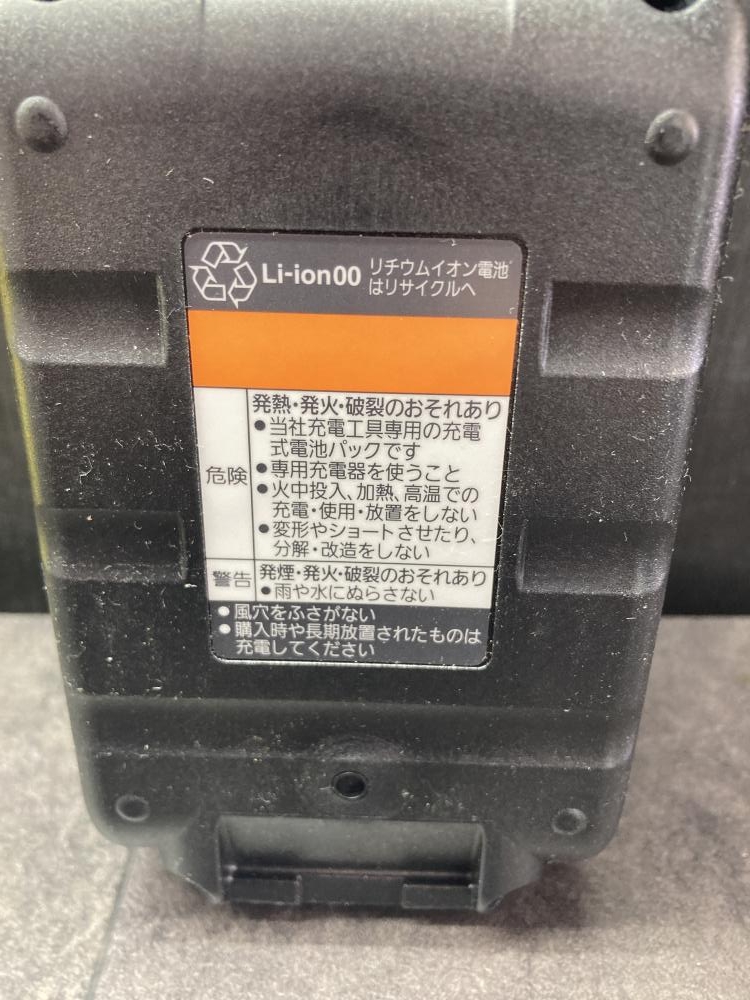 Li-ion00 リチウムイオン電池
はリサイクルへ
危険
発熱・発火・破裂のおそれあり
●当社充電工具専用の充電
式電池パックです
●専用充電器を使うこと
●火中投入、加熱、高温での
充電・使用・放置をしない
●変形やショートさせたり、
分解・改造をしない
警告
発煙・発火・破裂のおそれあり
●雨や水にぬらさない
●風穴をふさがない
●購入時や長期放置されたものは
充電してください